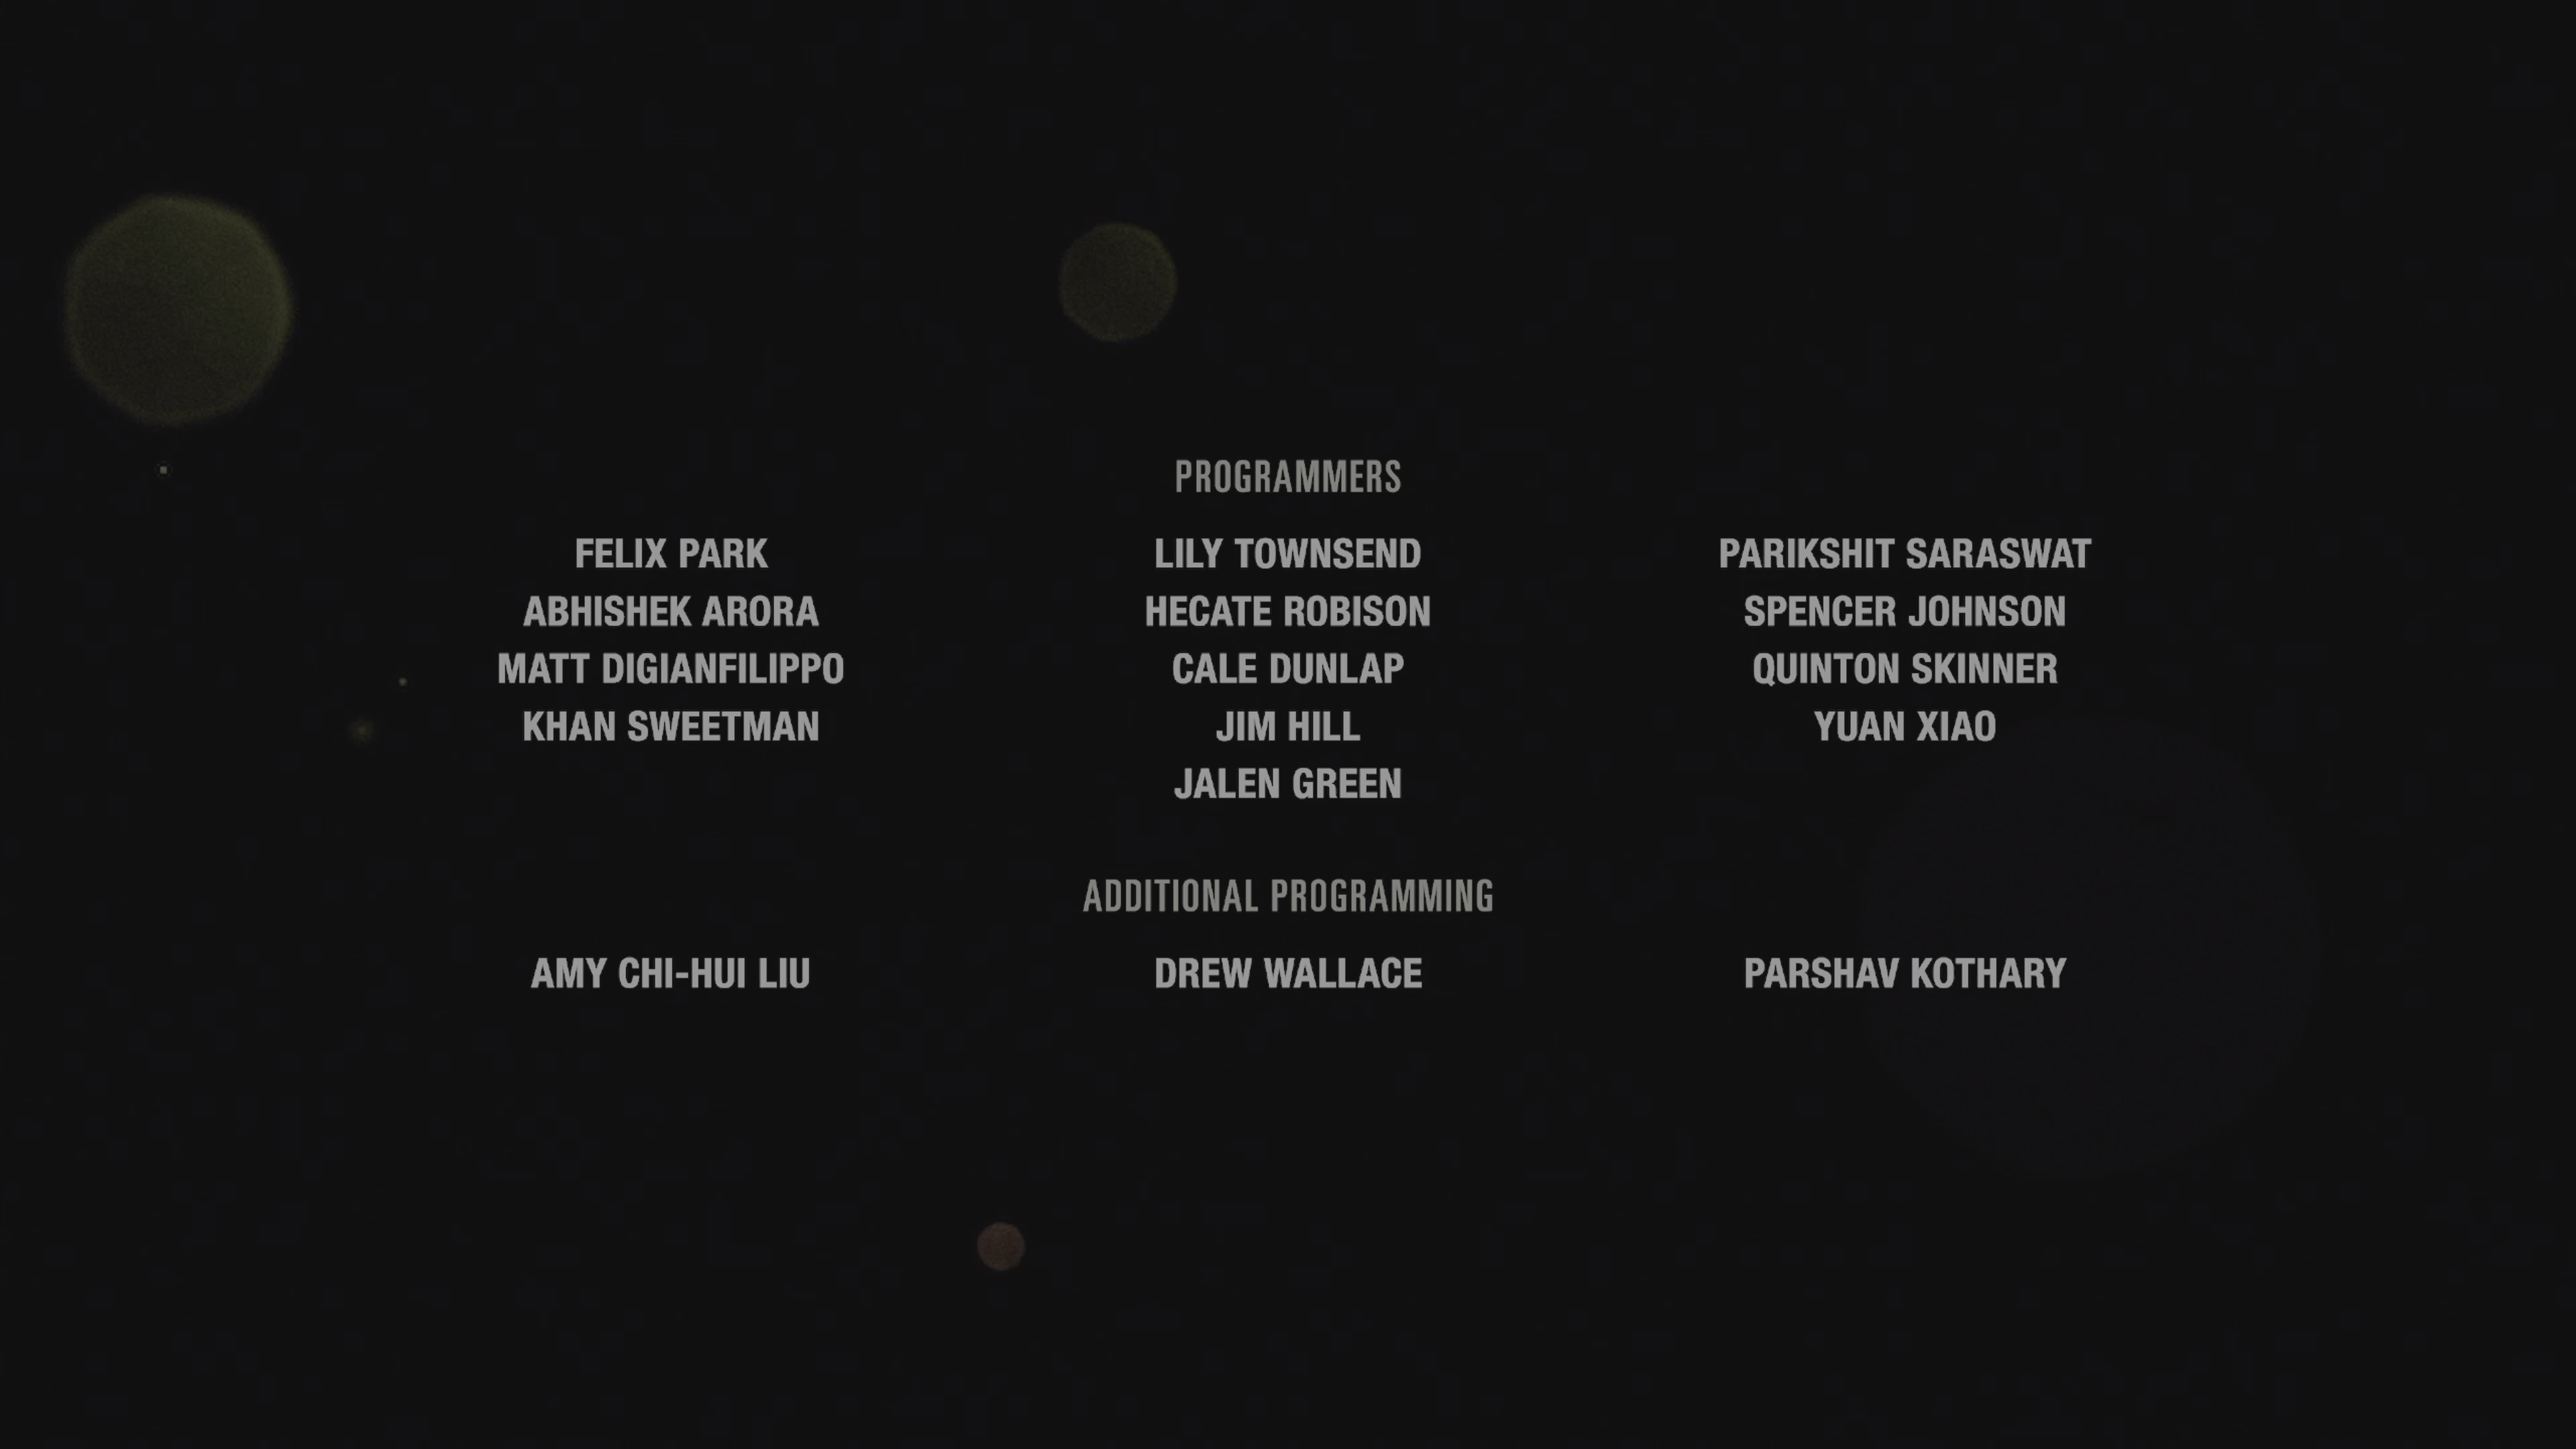 PROGRAMMERS
FELIX PARK LILY TOWNSEND PARIKSHIT SARASWAT
ABHISHEK ARORA HECATE ROBISON SPENCER JOHNSON
MATT DIGIANFILIPPO CALE DUNLAP QUINTON SKINNER
KHAN SWEETMAN JIM HILL YUAN XIAO
JALEN GREEN
ADDITIONAL PROGRAMMING
AMY CHI-HUI LIU DREW WALLACE PARSHAV KOTHARY